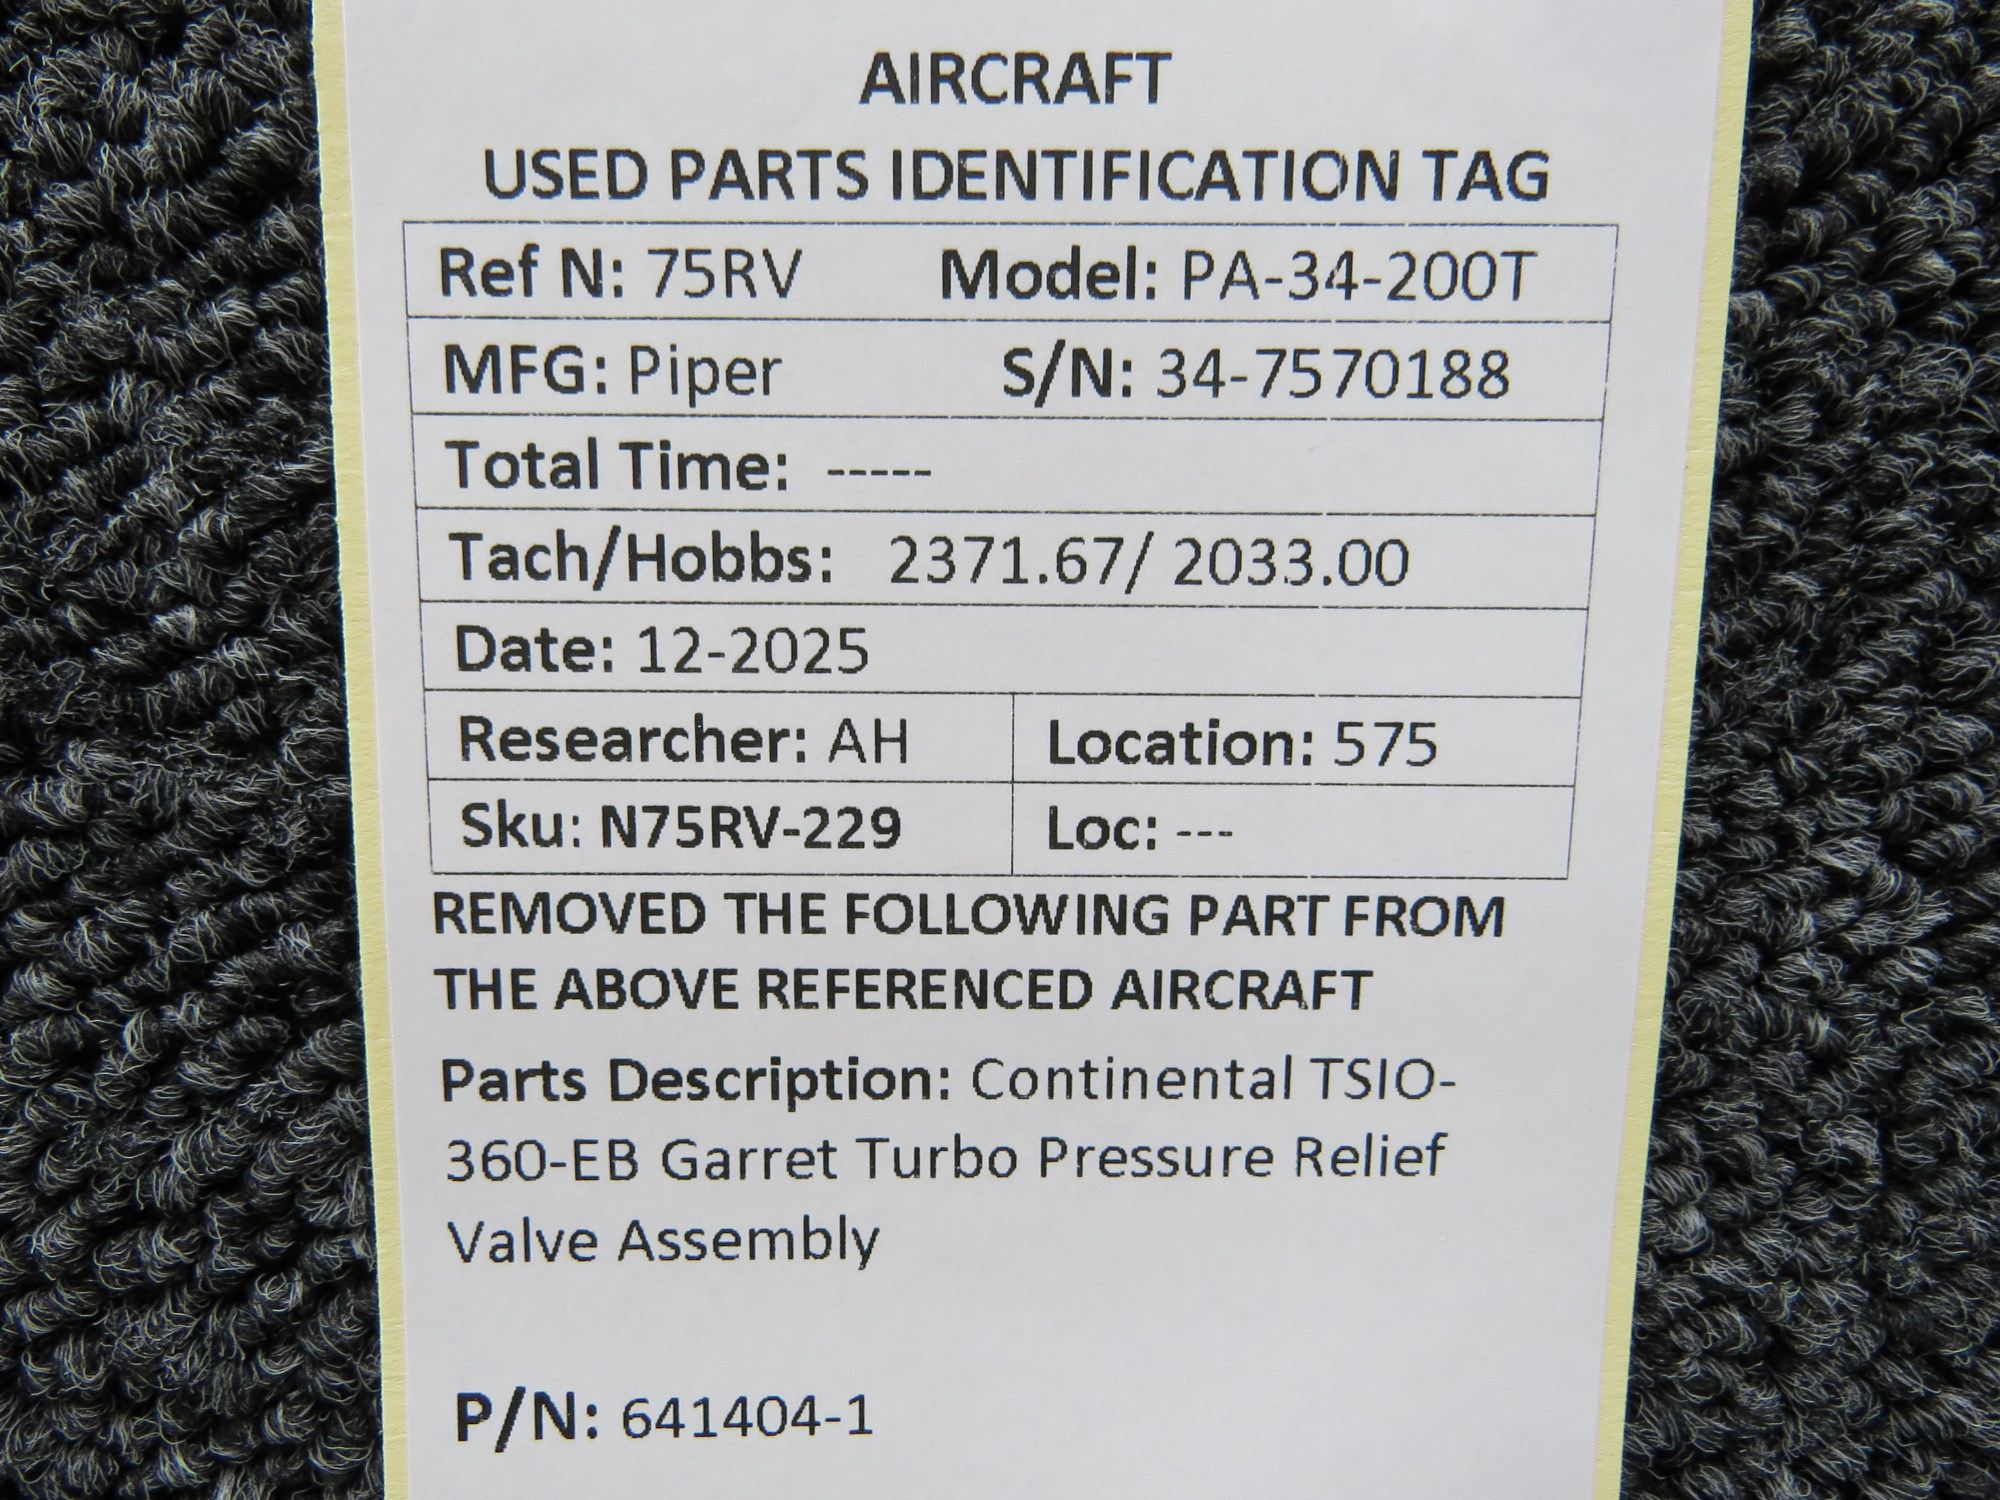 AIRCRAFT
USED PARTS IDENTIFICATION TAG
Ref N: 75RV Model: PA-34-200T
MFG: Piper S/N: 34-7570188
Total Time: -----
Tach/Hobbs: 2371.67/ 2033.00
Date: 12-2025
Researcher: AH Location: 575
Sku: N75RV-229 Loc: ---
REMOVED THE FOLLOWING PART FROM
THE ABOVE REFERENCED AIRCRAFT
Parts Description: Continental TSIO-
360-EB Garret Turbo Pressure Relief
Valve Assembly
P/N: 641404-1